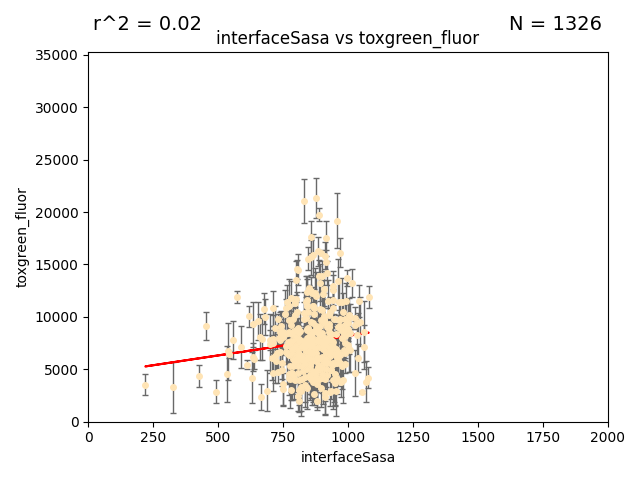 r^2 = 0.02
N = 1326
interfaceSasa vs toxgreen_fluor
35000
30000
25000
20000
15000
10000
5000
0
toxgreen_fluor
0 250 500 750 1000 1250 1500 1750 2000
interfaceSasa